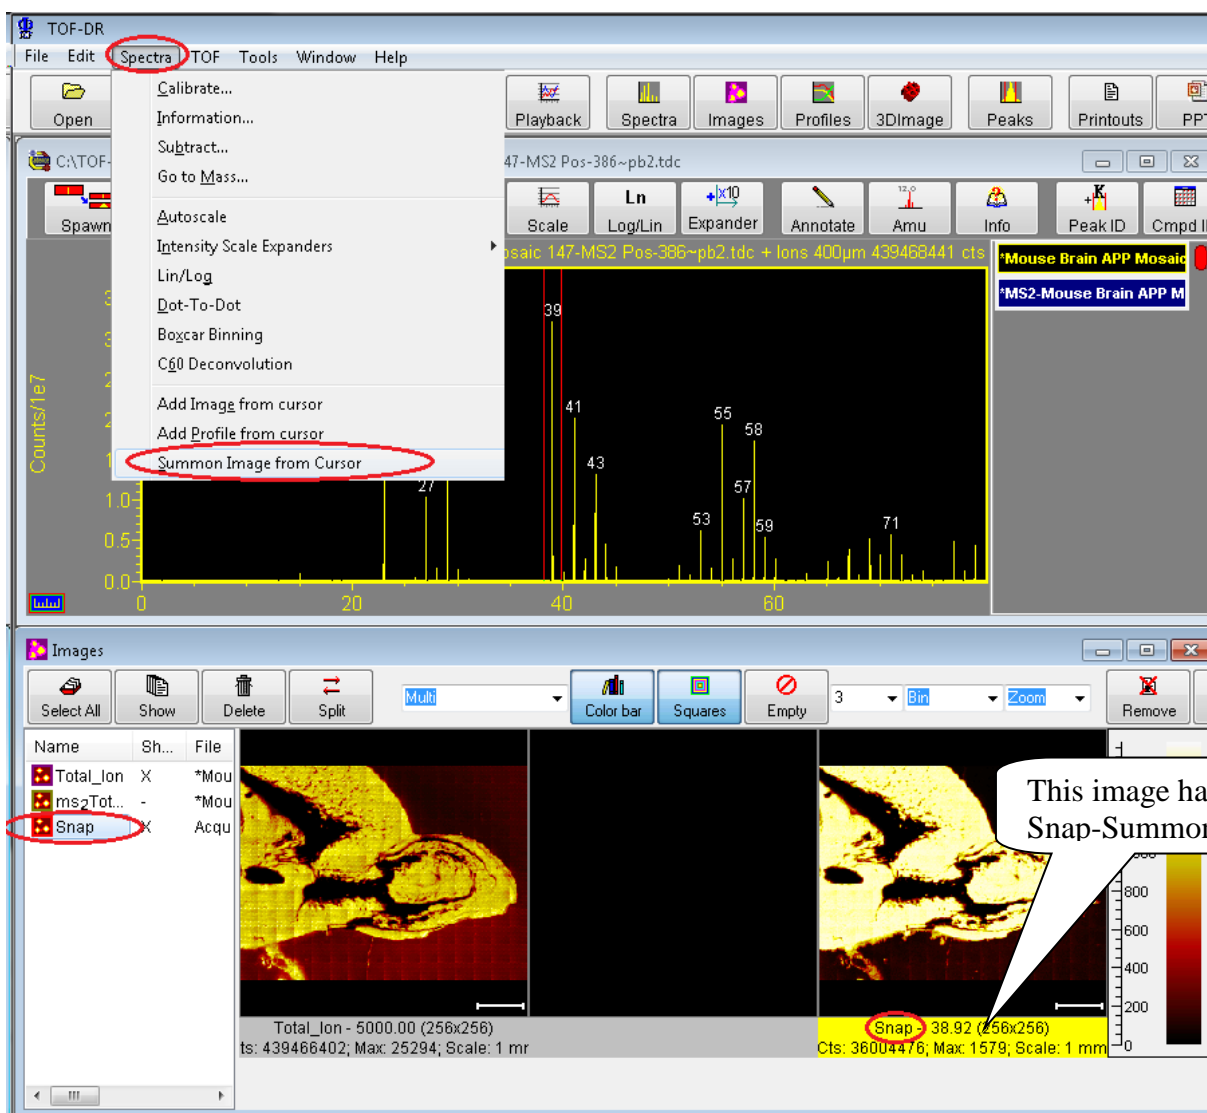 TOF-DR
File Edit Spectra TOF Tools Window Help
Open Playback Spectra Images Profiles 3DImage Peaks Printouts
Calibrate...
Information...
Subtract...
Go to Mass...
Autoscale
Intensity Scale Expanders
Lin/Log
Dot-To-Dot
Boxcar Binning
C60 Deconvolution
Add Image from cursor
Add Profile from cursor
Summon Image from Cursor
C:\TOF- 47-MS2 Pos-386~pb2.tdc
Spawn Scale Ln Log/Lin +X10 Expander Annotate 12.0 Amu Info +K Peak ID Cmpd
saic 147-MS2 Pos-386~pb2.tdc + Ions 400µm 439468441 cts
*Mouse Brain APP Mosaic
*MS2-Mouse Brain APP M
Counts/1e7
1.0
0.5
0.0
27 39 41 43 53 55 57 58 59 71
0 20 40 60
Images
Select All Show Delete Split Multi Color bar Squares Empty 3 Bin Zoom Remove
Name Sh... File
Total_Ion X *Mou
ms2Tot... - *Mou
Snap X Acqu
This image ha
Snap-Summon
800
600
400
200
0
Total_Ion - 5000.00 (256x256)
ts: 439466402; Max: 25294; Scale: 1 mr
Snap - 38.92 (256x256)
Cts: 36004476; Max: 1579; Scale: 1 mm